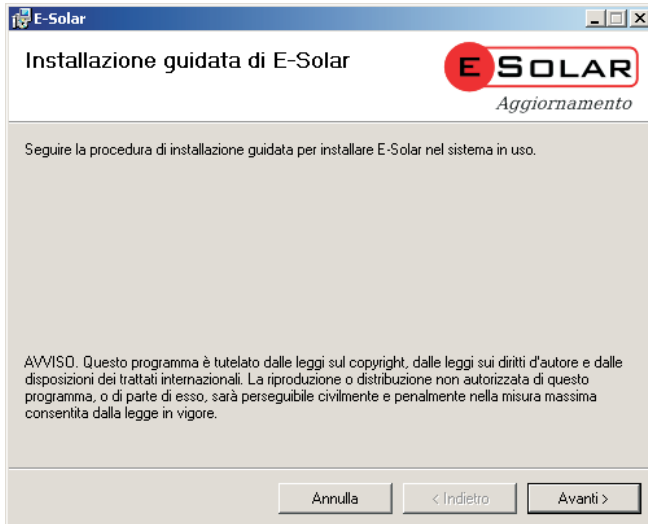 E-Solar
Installazione guidata di E-Solar
E SOLAR
Aggiornamento
Seguire la procedura di installazione guidata per installare E-Solar nel sistema in uso.
AVVISO. Questo programma è tutelato dalle leggi sul copyright, dalle leggi sui diritti d'autore e dalle
disposizioni dei trattati internazionali. La riproduzione o distribuzione non autorizzata di questo
programma, o di parte di esso, sarà perseguibile civilmente e penalmente nella misura massima
consentita dalla legge in vigore.
Annulla
< Indietro
Avanti >